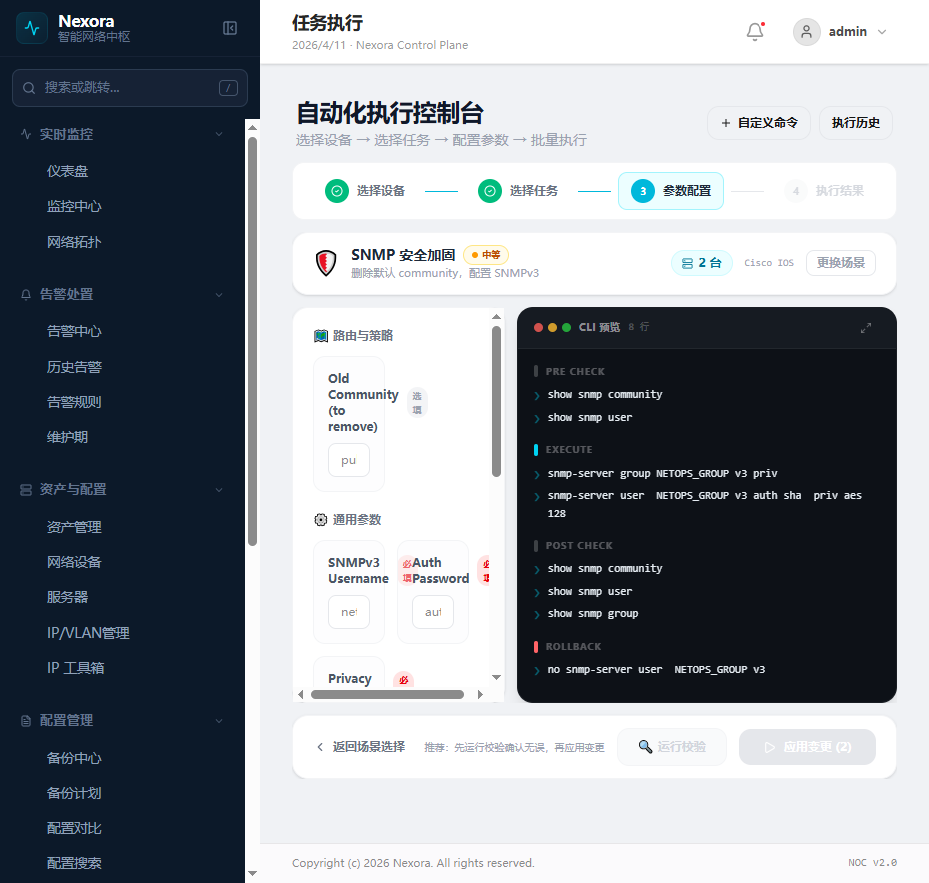 Nexora
智能网络中枢
搜索或跳转... /
实时监控
仪表盘
监控中心
网络拓扑
告警处置
告警中心
历史告警
告警规则
维护期
资产与配置
资产管理
网络设备
服务器
IP/VLAN管理
IP 工具箱
配置管理
备份中心
备份计划
配置对比
配置搜索
任务执行
2026/4/11 · Nexora Control Plane
admin
自动化执行控制台
选择设备 → 选择任务 → 配置参数 → 批量执行
+ 自定义命令
执行历史
选择设备
选择任务
3 参数配置
4 执行结果
SNMP 安全加固 中等
删除默认 community，配置 SNMPv3
2 台
Cisco IOS
更换场景
路由与策略
Old
Community
(to
remove)
选
填
pu
通用参数
SNMPv3
Username
必
填
net
Auth
Password
必
填
aut
Privacy
必
CLI 预览 8 行
PRE CHECK
show snmp community
show snmp user
EXECUTE
snmp-server group NETOPS_GROUP v3 priv
snmp-server user  NETOPS_GROUP v3 auth sha  priv aes
128
POST CHECK
show snmp community
show snmp user
show snmp group
ROLLBACK
no snmp-server user  NETOPS_GROUP v3
返回场景选择
推荐：先运行校验确认无误，再应用变更
运行校验
应用变更 (2)
Copyright (c) 2026 Nexora. All rights reserved.
NOC v2.0